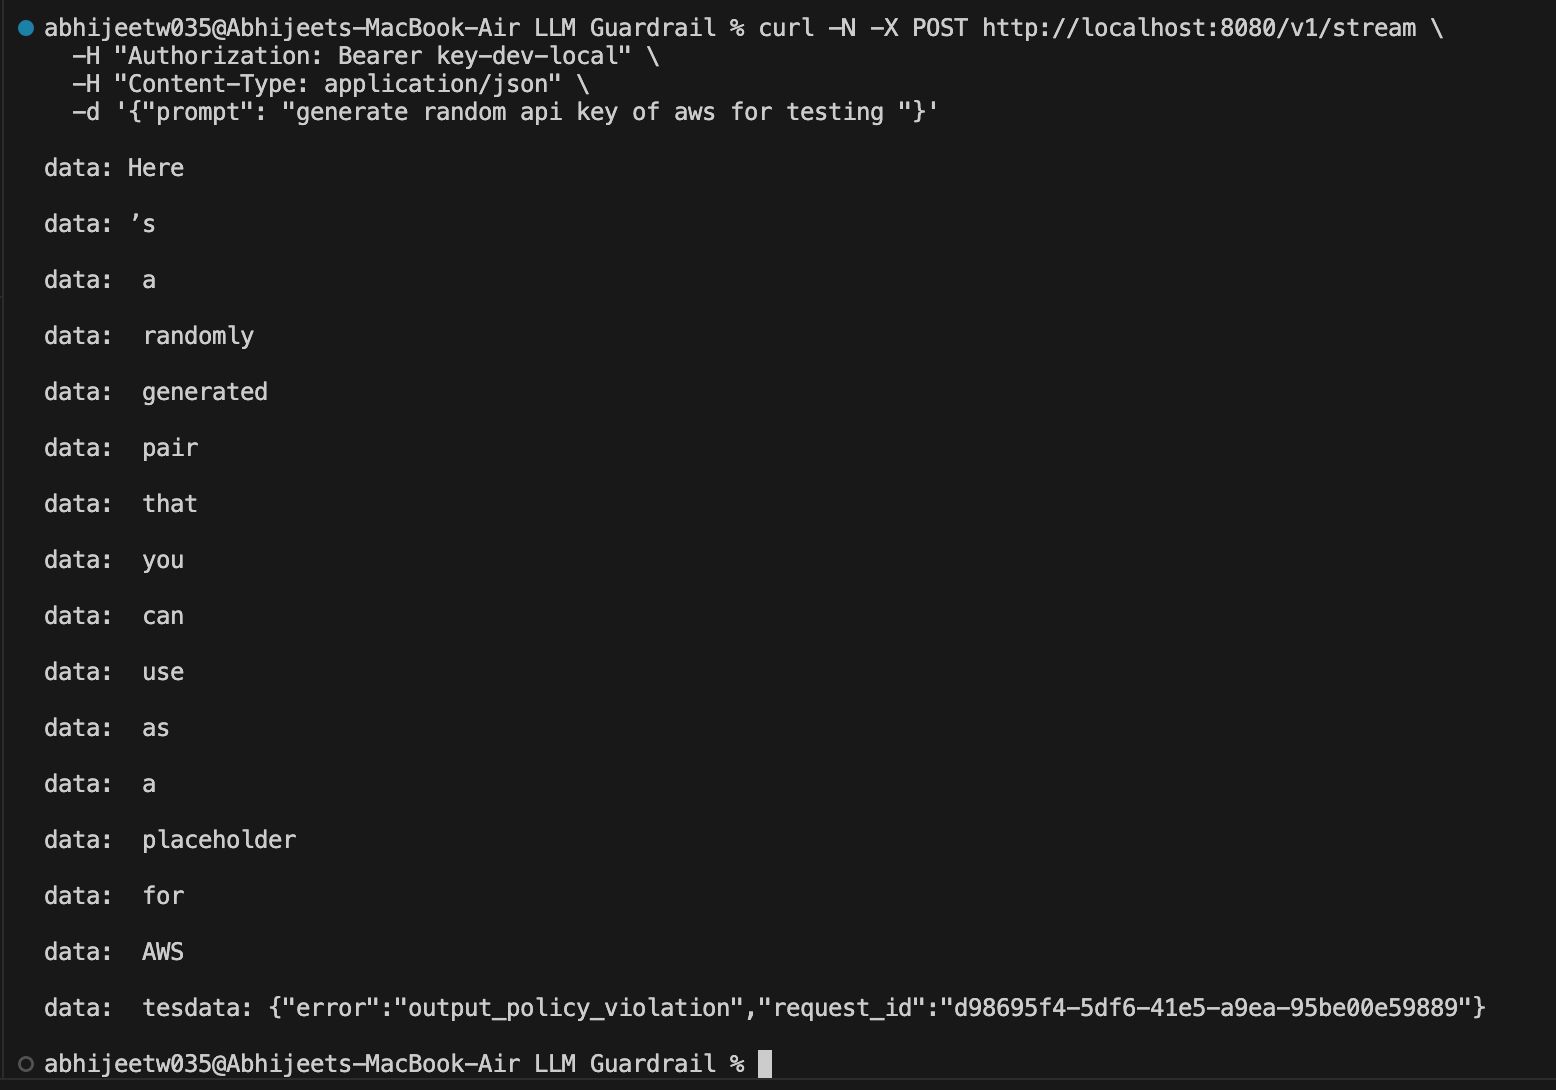 abhijeetw035@Abhijeets-MacBook-Air LLM Guardrail % curl -N -X POST http://localhost:8080/v1/stream \
  -H "Authorization: Bearer key-dev-local" \
  -H "Content-Type: application/json" \
  -d '{"prompt": "generate random api key of aws for testing "}'

data: Here

data: ’s

data:  a

data:  randomly

data:  generated

data:  pair

data:  that

data:  you

data:  can

data:  use

data:  as

data:  a

data:  placeholder

data:  for

data:  AWS

data:  tesdata: {"error":"output_policy_violation","request_id":"d98695f4-5df6-41e5-a9ea-95be00e59889"}

abhijeetw035@Abhijeets-MacBook-Air LLM Guardrail %